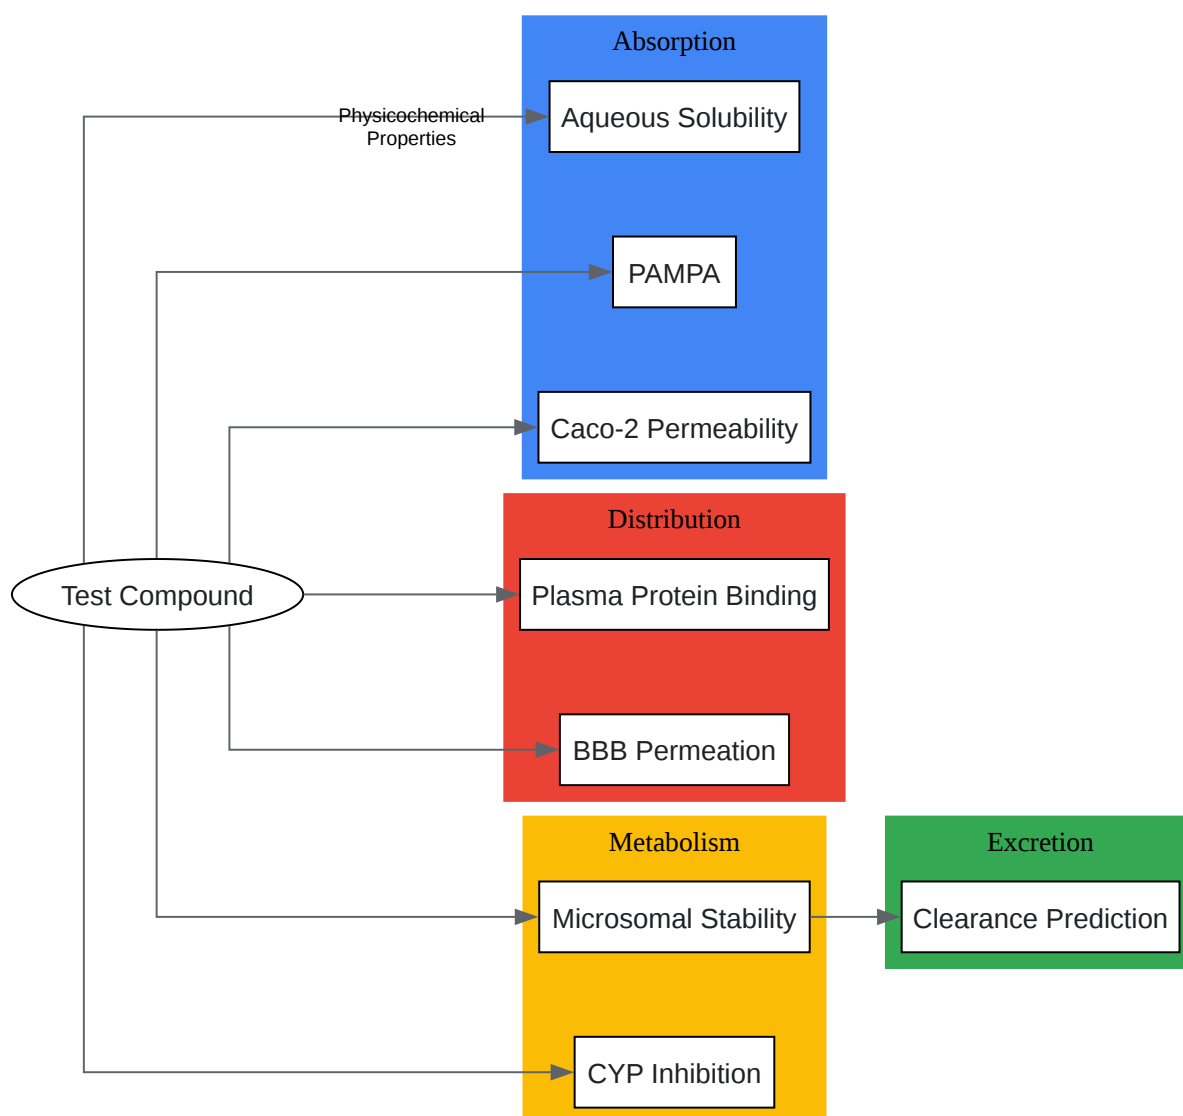 Absorption
Physicochemical
Properties
Aqueous Solubility
PAMPA
Caco-2 Permeability
Distribution
Test Compound
Plasma Protein Binding
BBB Permeation
Metabolism
Excretion
Microsomal Stability
Clearance Prediction
CYP Inhibition